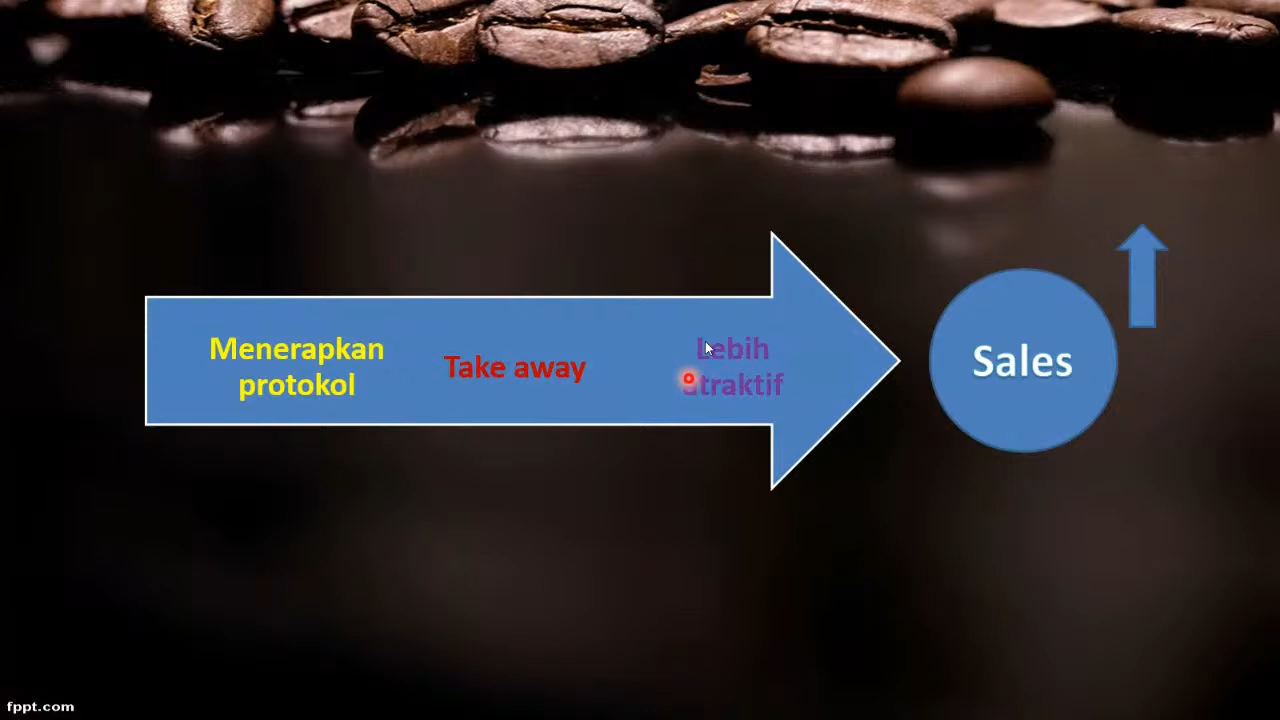 Menerapkan
protokol
Take away
Lebih
atraktif
Sales
fppt.com